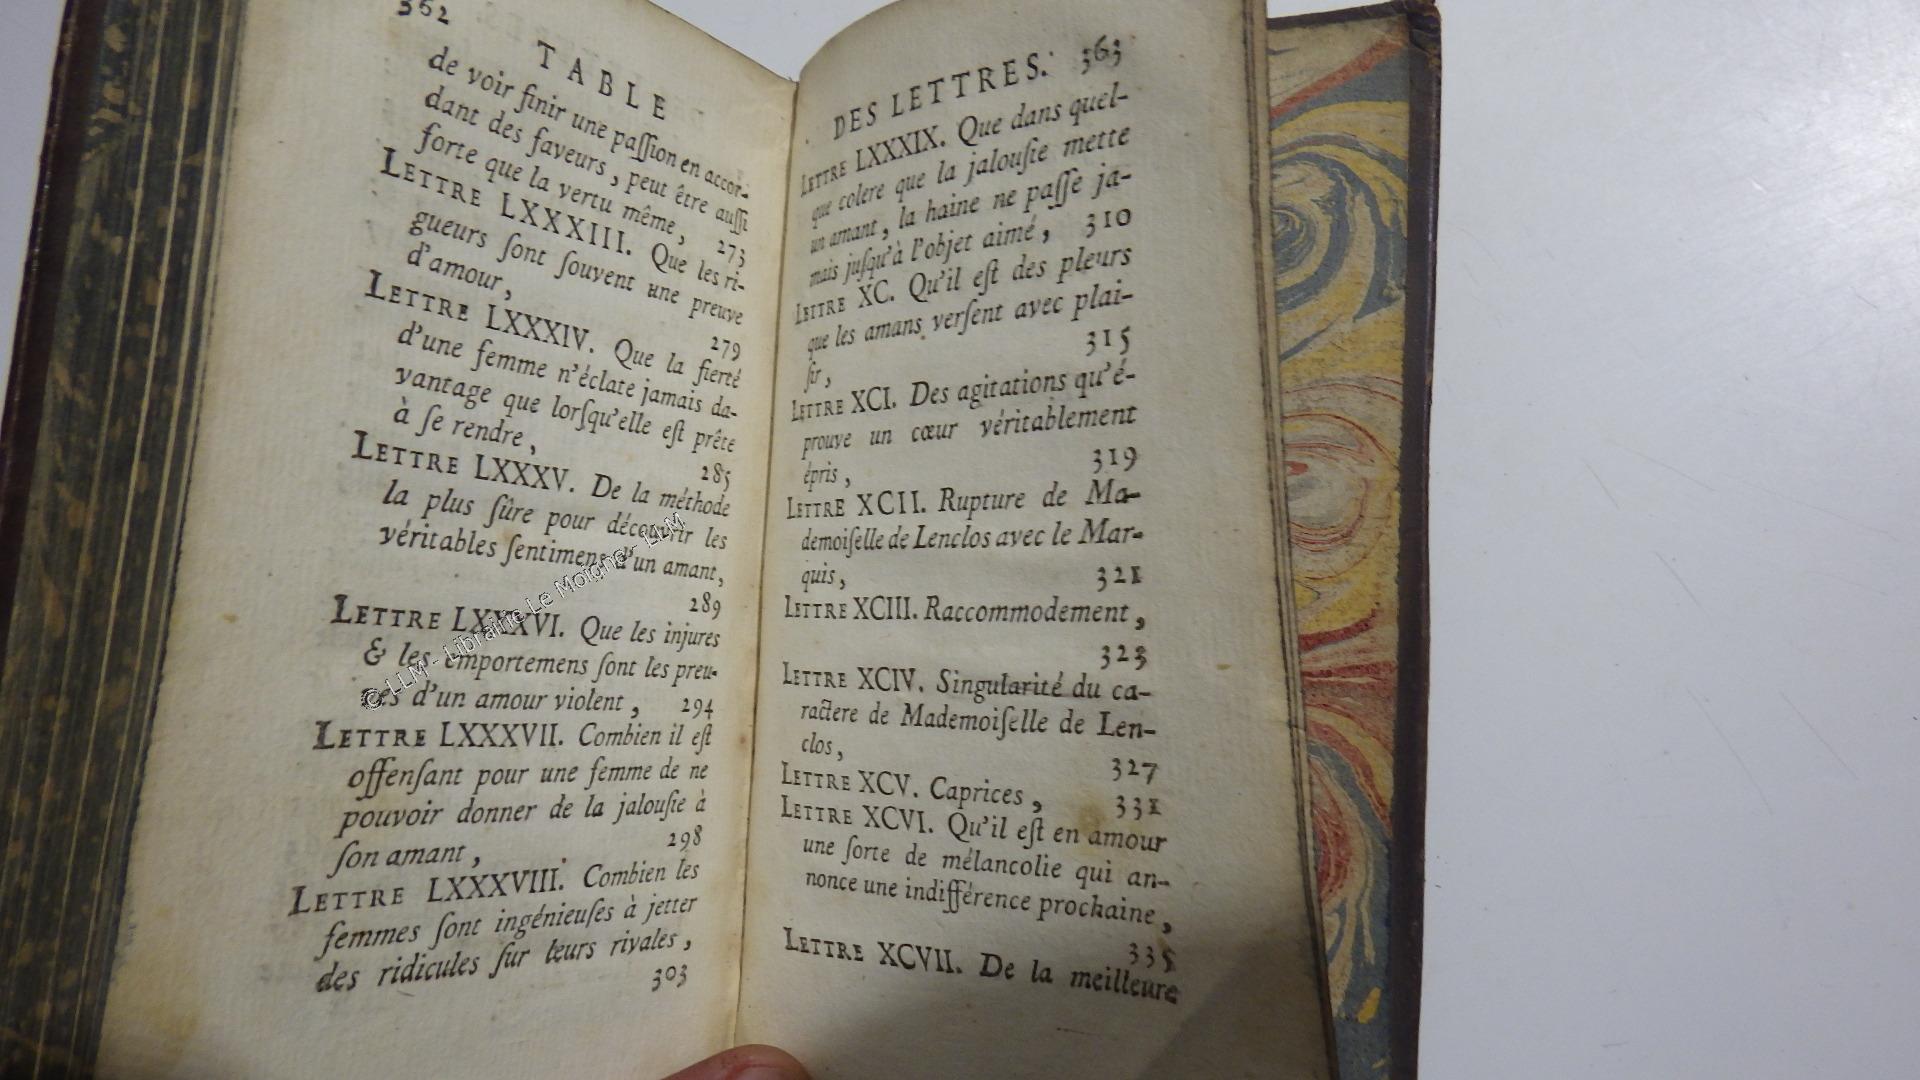 362
TABLE
de voir finir une paſſion en accor-
dant des faveurs, peut être auſſi
forte que la vertu même, 273
LETTRE LXXXIII. Que les ri-
gueurs ſont ſouvent une preuve
d'amour, 279
LETTRE LXXXIV. Que la fierté
d'une femme n'éclate jamais da-
vantage que lorſqu'elle eſt prête
à ſe rendre, 285
LETTRE LXXXV. De la méthode
la plus ſûre pour découvrir les
véritables ſentimens d'un amant,
289
LETTRE LXXXVI. Que les injures
& les emportemens ſont les preu-
ves d'un amour violent, 294
LETTRE LXXXVII. Combien il eſt
offenſant pour une femme de ne
pouvoir donner de la jalouſie à
ſon amant, 298
LETTRE LXXXVIII. Combien les
femmes ſont ingénieuſes à jetter
des ridicules ſur leurs rivales,
303
© LLM - Librairie Le Moigne - LLM
DES LETTRES. 363
LETTRE LXXXIX. Que dans quel-
que colere que la jalouſie mette
un amant, la haine ne paſſe ja-
mais juſqu'à l'objet aimé, 310
LETTRE XC. Qu'il eſt des pleurs
que les amans verſent avec plai-
ſir, 315
LETTRE XCI. Des agitations qu'é-
prouve un cœur véritablement
épris, 319
LETTRE XCII. Rupture de Ma-
demoiſelle de Lenclos avec le Mar-
quis, 321
LETTRE XCIII. Raccommodement,
323
LETTRE XCIV. Singularité du ca-
ractere de Mademoiſelle de Len-
clos, 327
LETTRE XCV. Caprices, 331
LETTRE XCVI. Qu'il eſt en amour
une ſorte de mélancolie qui an-
nonce une indifférence prochaine,
335
LETTRE XCVII. De la meilleure